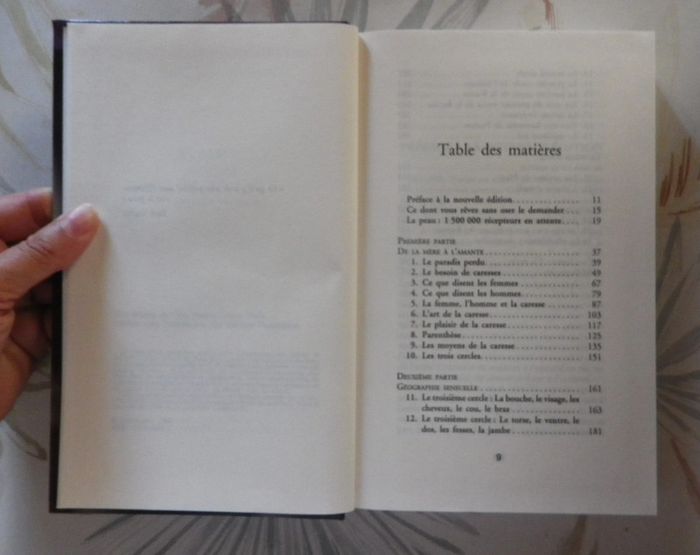 Table des matières
Préface à la nouvelle édition 11
Ce dont vous rêvez sans oser le demander 15
La peau : 1 500 000 récepteurs en attente 19
Première partie
De la mère à l'amante 37
1. Le paradis perdu 39
2. Le besoin de caresses 49
3. Ce que disent les femmes 67
4. Ce que disent les hommes 79
5. La femme, l'homme et la caresse 87
6. L'art de la caresse 103
7. Le plaisir de la caresse 117
8. Parenthèse 125
9. Les moyens de la caresse 135
10. Les trois cercles 151
Deuxième partie
Géographie sensuelle 161
11. Le troisième cercle : La bouche, le visage, les
cheveux, le cou, le bras 163
12. Le troisième cercle : Le torse, le ventre, le
dos, les fesses, la jambe 181
9